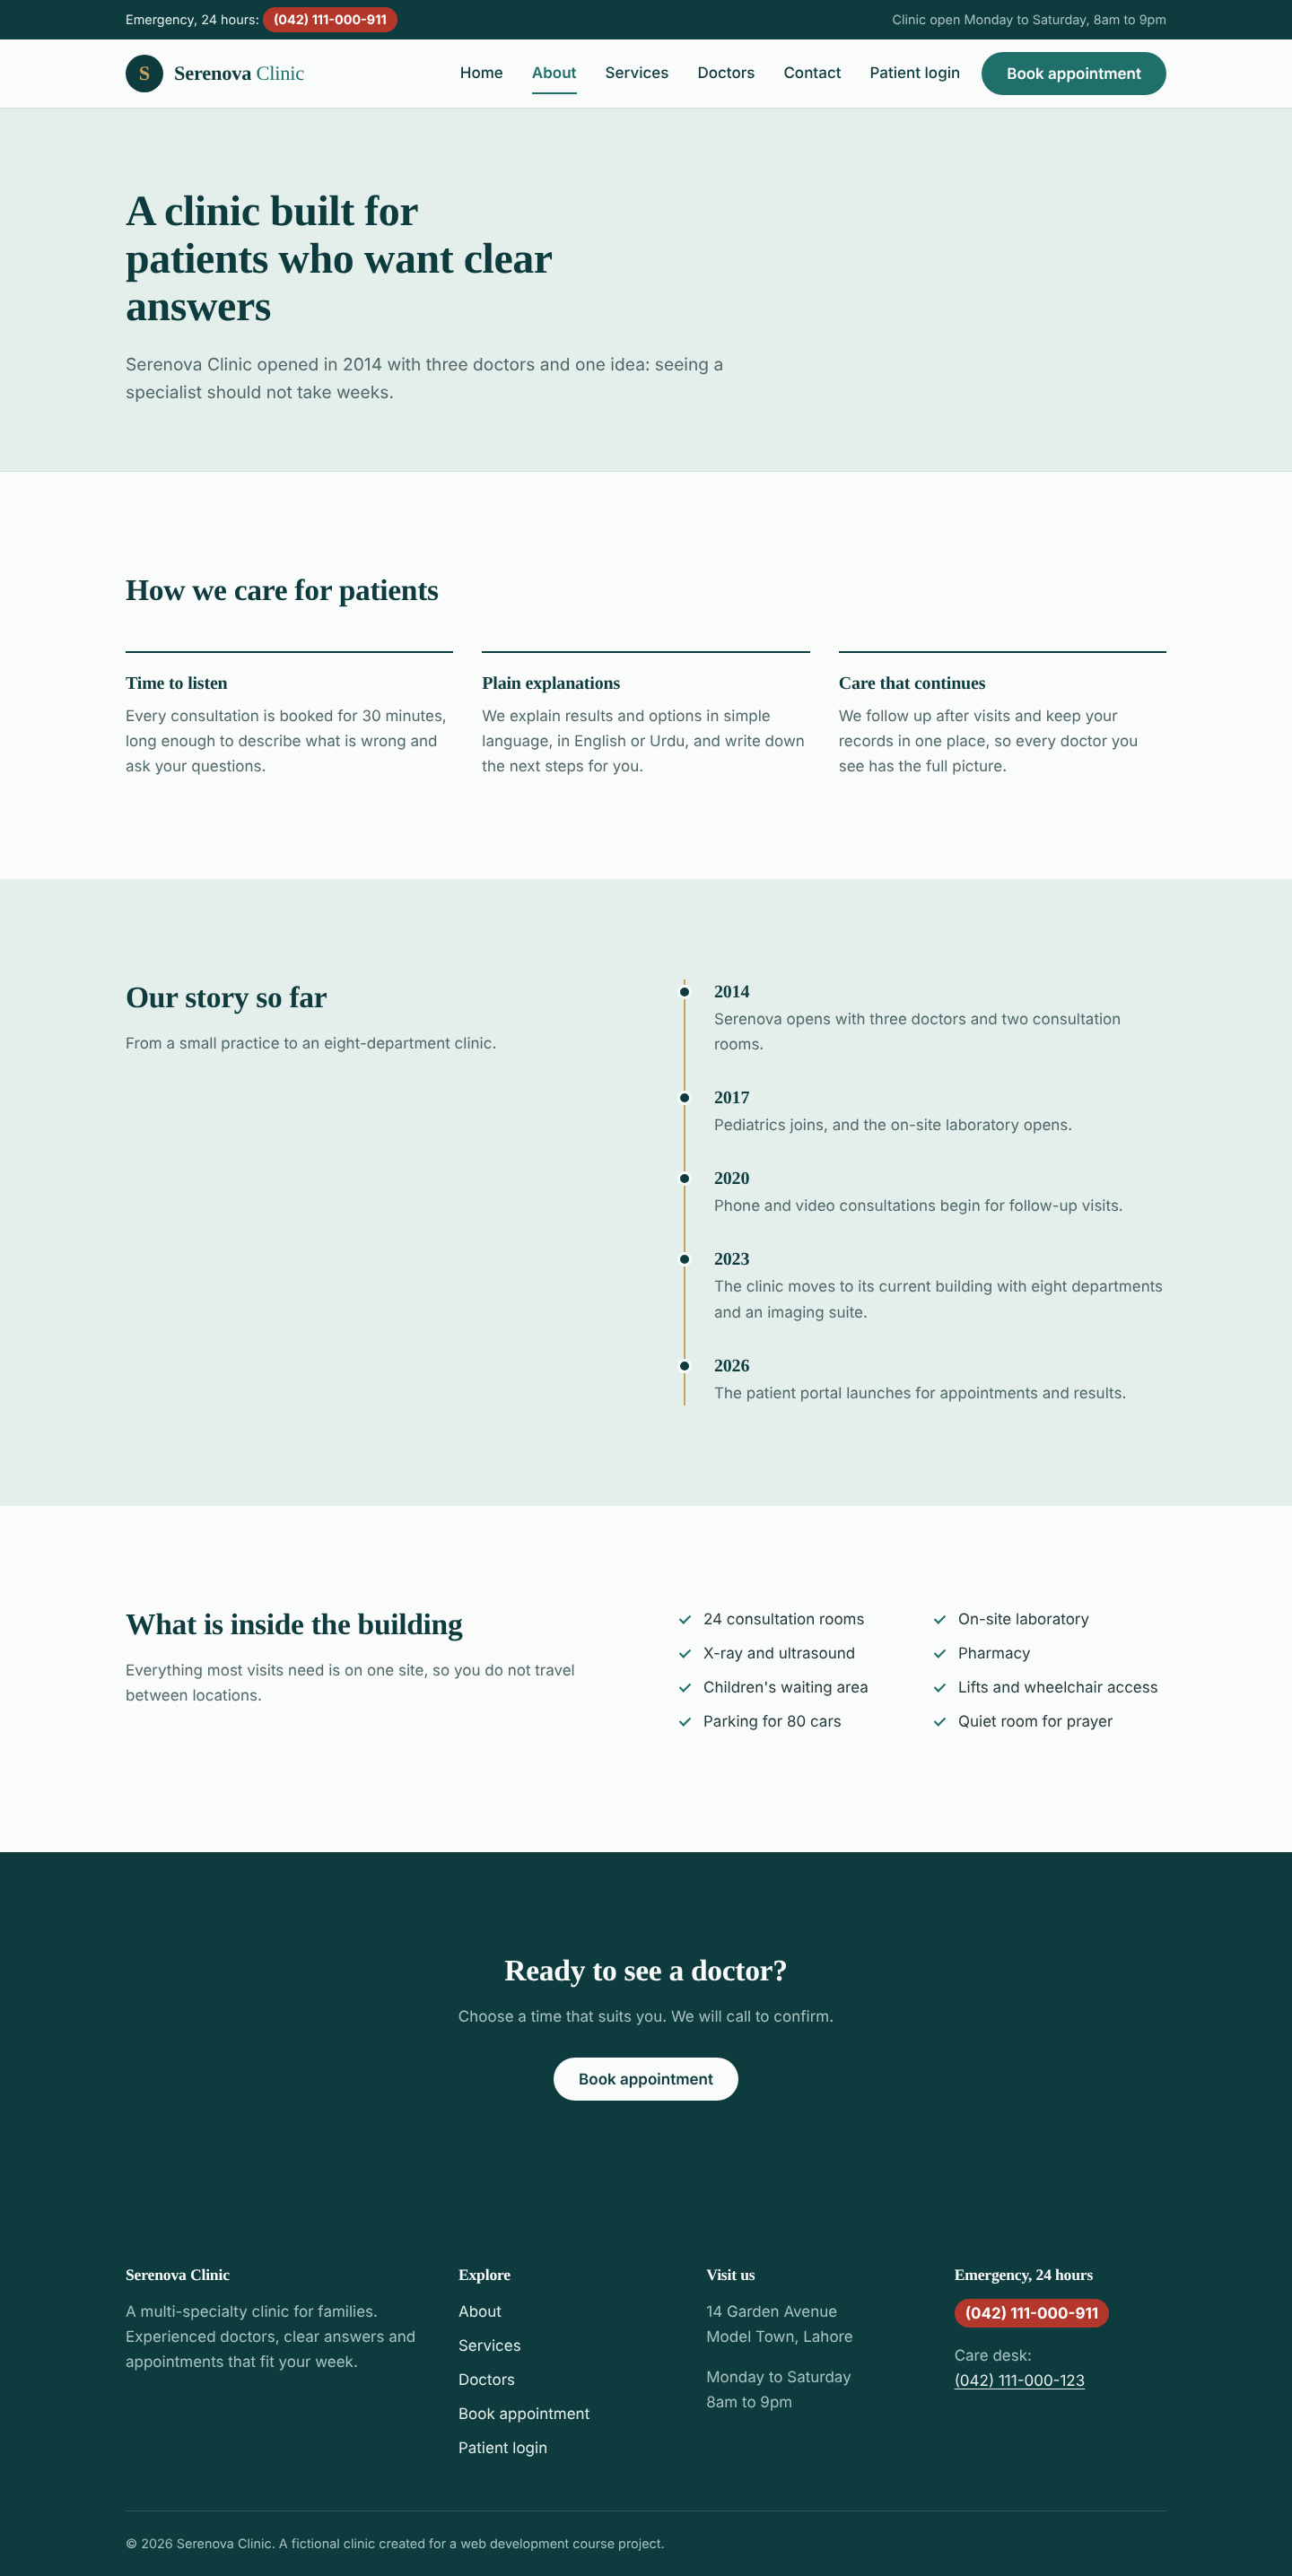 Emergency, 24 hours: (042) 111-000-911
Clinic open Monday to Saturday, 8am to 9pm
S
Serenova Clinic
Home
About
Services
Doctors
Contact
Patient login
Book appointment
A clinic built for
patients who want clear
answers
Serenova Clinic opened in 2014 with three doctors and one idea: seeing a
specialist should not take weeks.
How we care for patients
Time to listen
Every consultation is booked for 30 minutes,
long enough to describe what is wrong and
ask your questions.
Plain explanations
We explain results and options in simple
language, in English or Urdu, and write down
the next steps for you.
Care that continues
We follow up after visits and keep your
records in one place, so every doctor you
see has the full picture.
Our story so far
From a small practice to an eight-department clinic.
2014
Serenova opens with three doctors and two consultation
rooms.
2017
Pediatrics joins, and the on-site laboratory opens.
2020
Phone and video consultations begin for follow-up visits.
2023
The clinic moves to its current building with eight departments
and an imaging suite.
2026
The patient portal launches for appointments and results.
What is inside the building
Everything most visits need is on one site, so you do not travel
between locations.
24 consultation rooms
On-site laboratory
X-ray and ultrasound
Pharmacy
Children's waiting area
Lifts and wheelchair access
Parking for 80 cars
Quiet room for prayer
Ready to see a doctor?
Choose a time that suits you. We will call to confirm.
Book appointment
Serenova Clinic
A multi-specialty clinic for families.
Experienced doctors, clear answers and
appointments that fit your week.
Explore
About
Services
Doctors
Book appointment
Patient login
Visit us
14 Garden Avenue
Model Town, Lahore
Monday to Saturday
8am to 9pm
Emergency, 24 hours
(042) 111-000-911
Care desk:
(042) 111-000-123
© 2026 Serenova Clinic. A fictional clinic created for a web development course project.